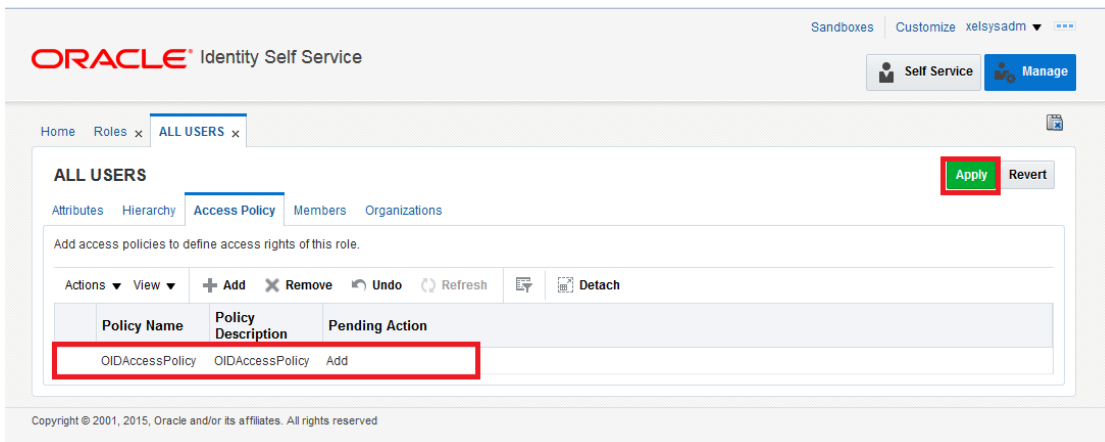 Sandboxes Customize xelsysadm
ORACLE Identity Self Service
Self Service Manage
Home Roles x ALL USERS x
ALL USERS
Apply Revert
Attributes Hierarchy Access Policy Members Organizations
Add access policies to define access rights of this role.
Actions View Add Remove Undo Refresh Detach
Policy Name Policy Description Pending Action
OIDAccessPolicy OIDAccessPolicy Add
Copyright © 2001, 2015, Oracle and/or its affiliates. All rights reserved